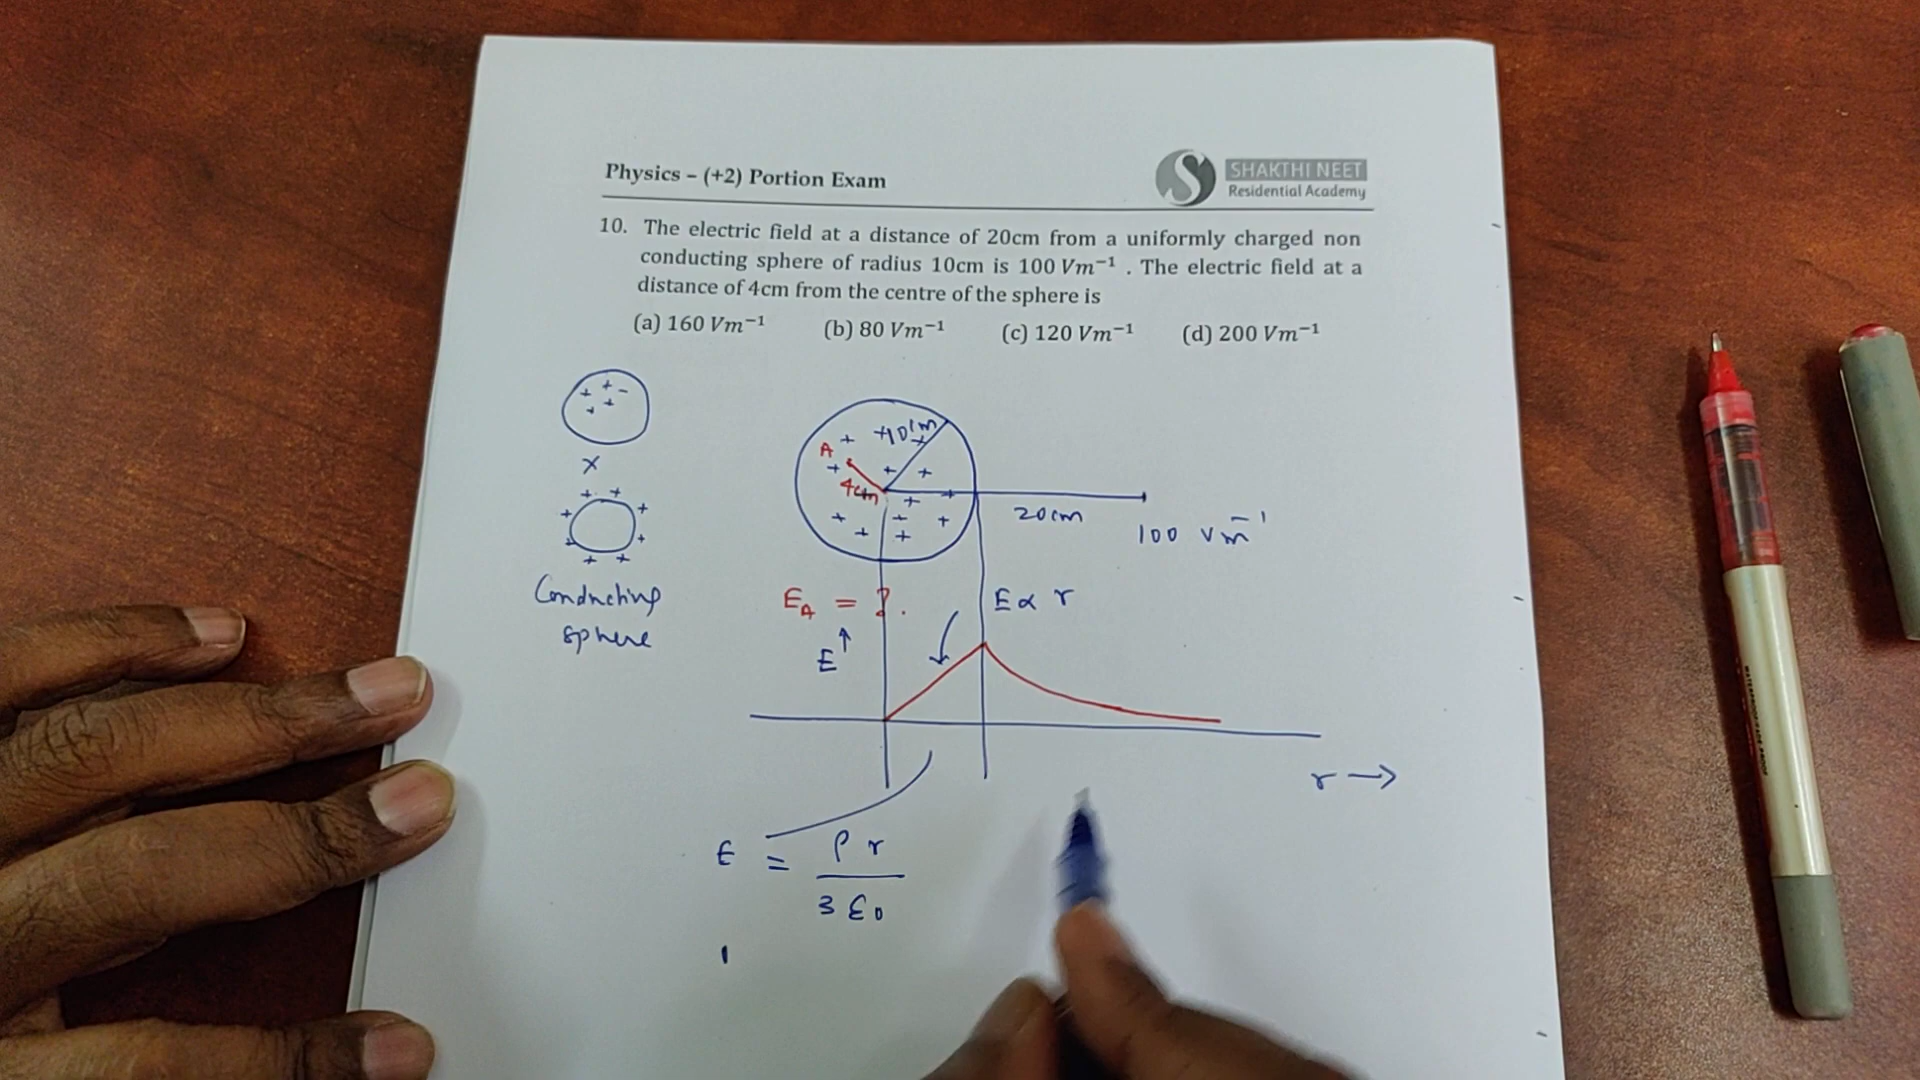 Physics – (+2) Portion Exam
SHAKTHI NEET
Residential Academy
10. The electric field at a distance of 20cm from a uniformly charged non
conducting sphere of radius 10cm is 100 Vm⁻¹ . The electric field at a
distance of 4cm from the centre of the sphere is
(a) 160 Vm⁻¹ (b) 80 Vm⁻¹ (c) 120 Vm⁻¹ (d) 200 Vm⁻¹
10cm
A
4cm
20cm
100 Vm⁻¹
Conducting
sphere
E_A = ?.
E ∝ r
E ↑
r →
E = ρ r / 3 ε₀